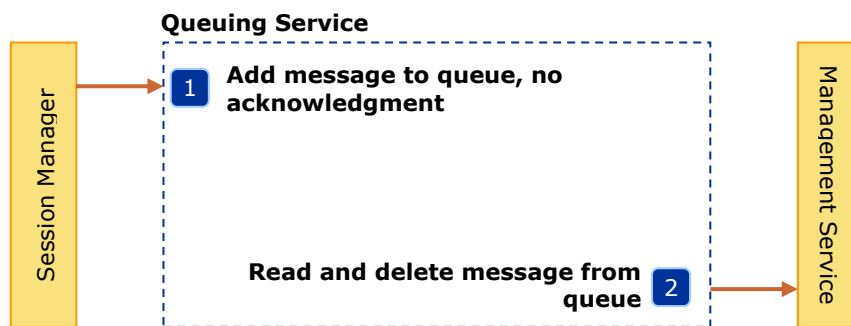 Queuing Service
Session Manager
1
Add message to queue, no
acknowledgment
Read and delete message from
queue
2
Management Service